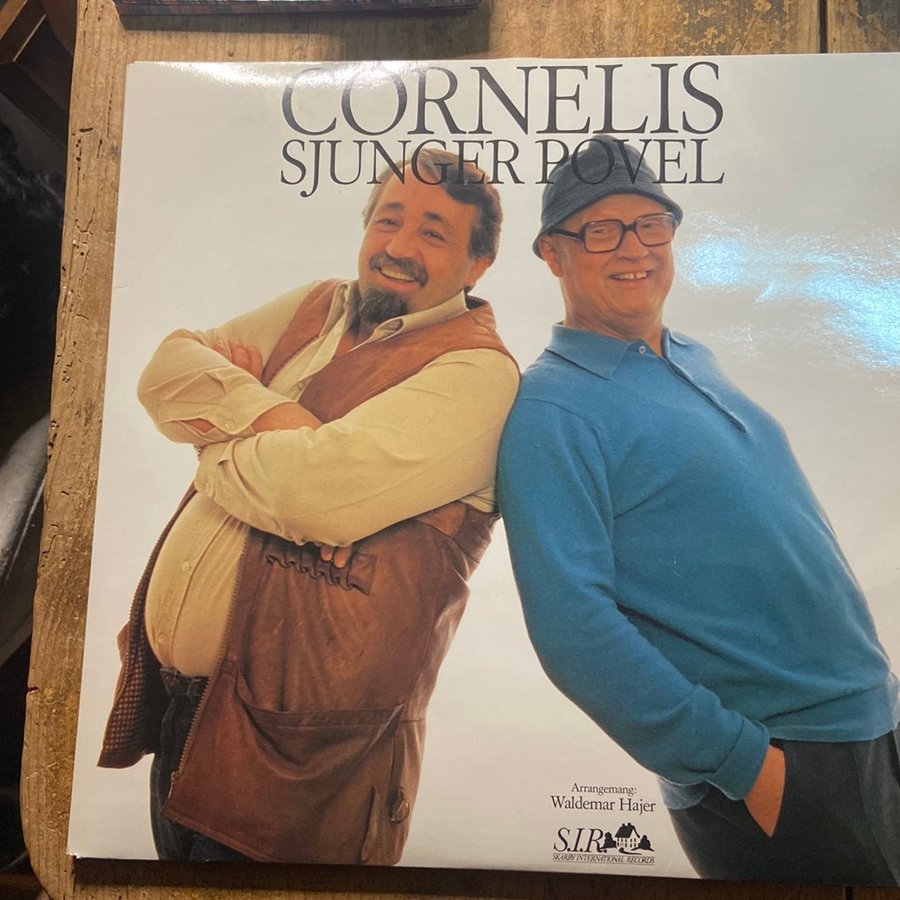 CORNELIS
SJUNGER POVEL
Arrangemang:
Waldemar Hajer
S.I.R.
SKARBY INTERNATIONAL RECORDS